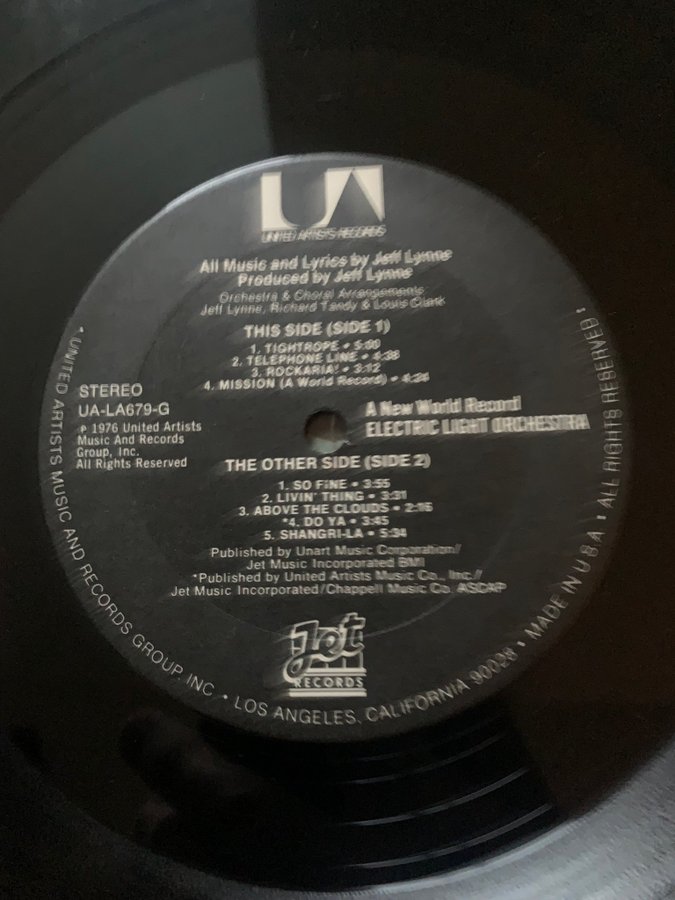 UA
UNITED ARTISTS RECORDS
All Music and Lyrics by Jeff Lynne
Produced by Jeff Lynne
Orchestra & Choral Arrangements
Jeff Lynne, Richard Tandy & Louis Clark
THIS SIDE (SIDE 1)
1. TIGHTROPE • 5:00
2. TELEPHONE LINE • 4:38
3. ROCKARIA! • 3:12
4. MISSION (A World Record) • 4:24
STEREO
UA-LA679-G
℗ 1976 United Artists
Music And Records
Group, Inc.
All Rights Reserved
A New World Record
ELECTRIC LIGHT ORCHESTRA
THE OTHER SIDE (SIDE 2)
1. SO FINE • 3:55
2. LIVIN' THING • 3:31
3. ABOVE THE CLOUDS • 2:16
*4. DO YA • 3:45
5. SHANGRI-LA • 5:34
Published by Unart Music Corporation/
Jet Music Incorporated BMI
*Published by United Artists Music Co., Inc./
Jet Music Incorporated/Chappell Music Co. ASCAP
Jet
RECORDS
• UNITED ARTISTS MUSIC AND RECORDS GROUP, INC. • LOS ANGELES, CALIFORNIA 90028 • MADE IN U S A • ALL RIGHTS RESERVED •